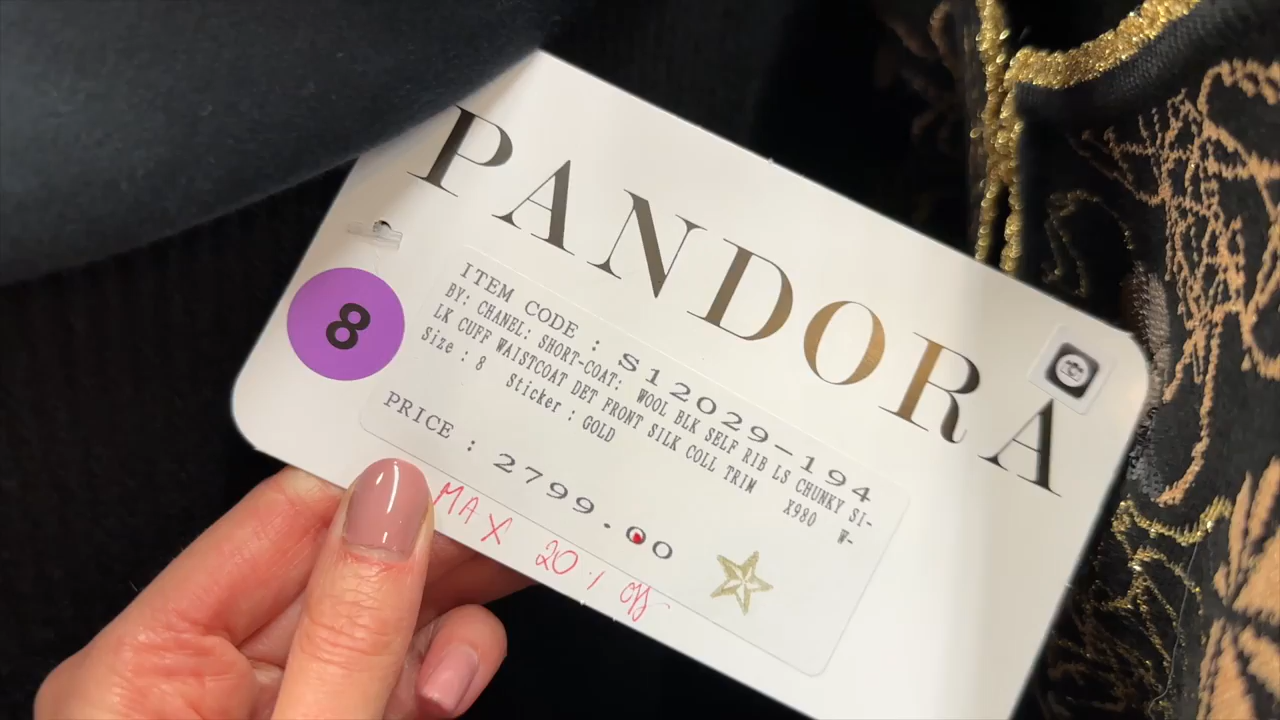 PANDORA
8
ITEM CODE : S12029-194
BY: CHANEL: SHORT-COAT: WOOL BLK SELF RIB LS CHUNKY SI-
LK CUFF WAISTCOAT DET FRONT SILK COLL TRIM X980 W-
Size : 8 Sticker : GOLD
PRICE : 2799.00
MAX 20% off